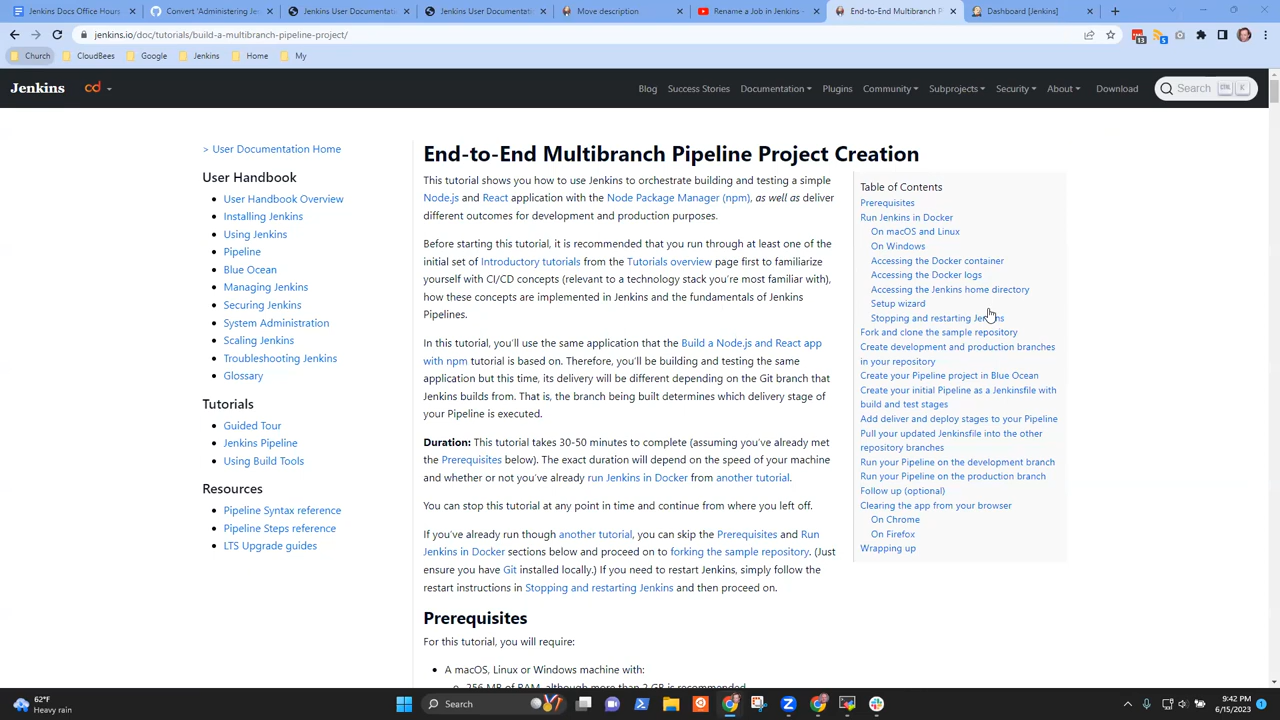 Jenkins Docs Office Hours
Convert 'Administering Je
Jenkins User Documentat
Jenkins User Documentat
Move description
Rename a Job in Jenkins -
End-to-End Multibranch P
Dashboard [Jenkins]
jenkins.io/doc/tutorials/build-a-multibranch-pipeline-project/
13
5
Church
CloudBees
Google
Jenkins
Home
My
Jenkins
cd
Blog
Success Stories
Documentation
Plugins
Community
Subprojects
Security
About
Download
Search
CTRL
K
> User Documentation Home
User Handbook
User Handbook Overview
Installing Jenkins
Using Jenkins
Pipeline
Blue Ocean
Managing Jenkins
Securing Jenkins
System Administration
Scaling Jenkins
Troubleshooting Jenkins
Glossary
Tutorials
Guided Tour
Jenkins Pipeline
Using Build Tools
Resources
Pipeline Syntax reference
Pipeline Steps reference
LTS Upgrade guides
End-to-End Multibranch Pipeline Project Creation
This tutorial shows you how to use Jenkins to orchestrate building and testing a simple
Node.js and React application with the Node Package Manager (npm), as well as deliver
different outcomes for development and production purposes.
Before starting this tutorial, it is recommended that you run through at least one of the
initial set of Introductory tutorials from the Tutorials overview page first to familiarize
yourself with CI/CD concepts (relevant to a technology stack you're most familiar with),
how these concepts are implemented in Jenkins and the fundamentals of Jenkins
Pipelines.
In this tutorial, you'll use the same application that the Build a Node.js and React app
with npm tutorial is based on. Therefore, you'll be building and testing the same
application but this time, its delivery will be different depending on the Git branch that
Jenkins builds from. That is, the branch being built determines which delivery stage of
your Pipeline is executed.
Duration: This tutorial takes 30-50 minutes to complete (assuming you've already met
the Prerequisites below). The exact duration will depend on the speed of your machine
and whether or not you've already run Jenkins in Docker from another tutorial.
You can stop this tutorial at any point in time and continue from where you left off.
If you've already run though another tutorial, you can skip the Prerequisites and Run
Jenkins in Docker sections below and proceed on to forking the sample repository. (Just
ensure you have Git installed locally.) If you need to restart Jenkins, simply follow the
restart instructions in Stopping and restarting Jenkins and then proceed on.
Prerequisites
For this tutorial, you will require:
A macOS, Linux or Windows machine with:
256 MB of RAM, although more than 2 GB is recommended.
Table of Contents
Prerequisites
Run Jenkins in Docker
On macOS and Linux
On Windows
Accessing the Docker container
Accessing the Docker logs
Accessing the Jenkins home directory
Setup wizard
Stopping and restarting Jenkins
Fork and clone the sample repository
Create development and production branches
in your repository
Create your Pipeline project in Blue Ocean
Create your initial Pipeline as a Jenkinsfile with
build and test stages
Add deliver and deploy stages to your Pipeline
Pull your updated Jenkinsfile into the other
repository branches
Run your Pipeline on the development branch
Run your Pipeline on the production branch
Follow up (optional)
Clearing the app from your browser
On Chrome
On Firefox
Wrapping up
62°F
Heavy rain
Search
9:42 PM
6/15/2023